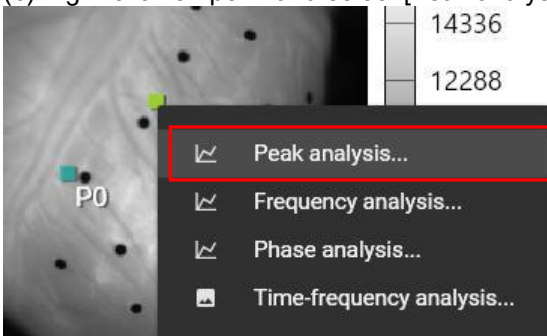 14336
12288
Peak analysis...
P0
Frequency analysis...
Phase analysis...
Time-frequency analysis...